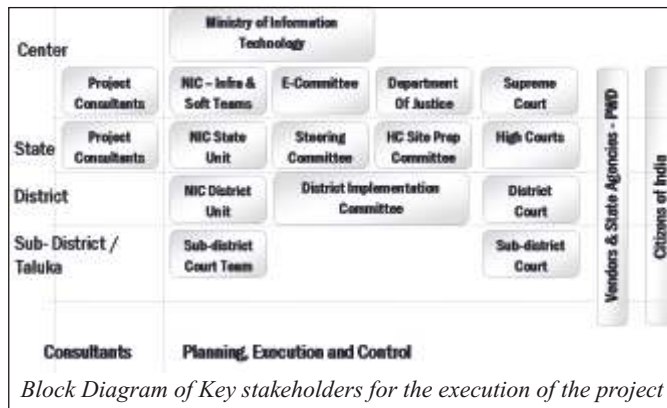 Ministry of Information
Technology
Center
Project
Consultants
NIC – Infra &
Soft Teams
E-Committee
Department
Of Justice
Supreme
Court
State
Project
Consultants
NIC State
Unit
Steering
Committee
HC Site Prep
Committee
High Courts
District
NIC District
Unit
District Implementation
Committee
District
Court
Sub- District /
Taluka
Sub-district
Court Team
Sub-district
Court
Vendors & State Agencies - PWD
Citizens of India
Consultants
Planning, Execution and Control
Block Diagram of Key stakeholders for the execution of the project